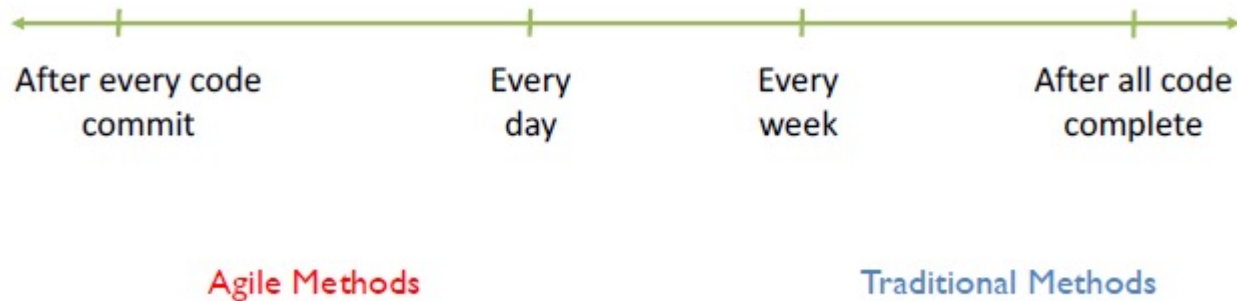 After every code Every Every After all code
commit day week complete
Agile Methods Traditional Methods